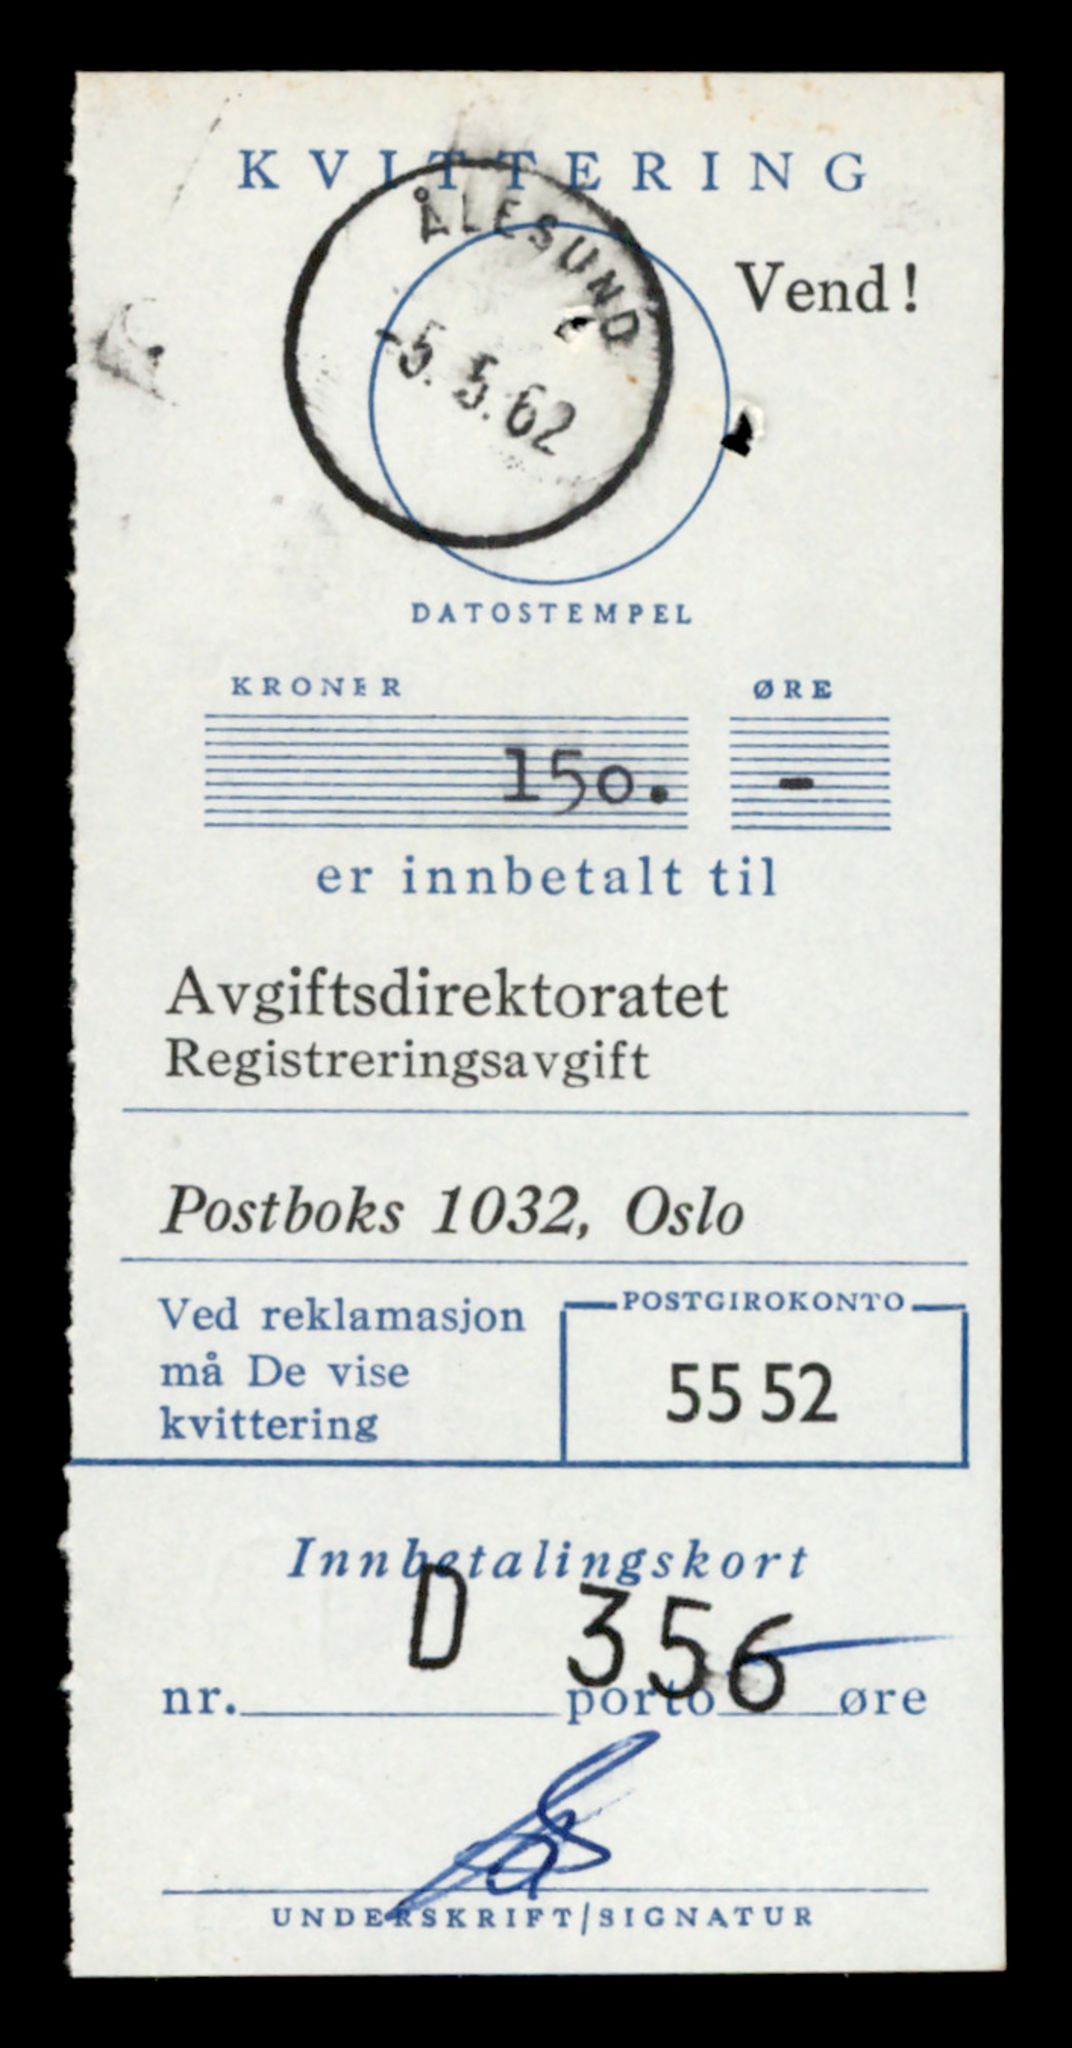 KVITTERING
ÅLESUND
Vend!
-5. 5. 62
DATOSTEMPEL
KRONER ØRE
150. -
er innbetalt til
Avgiftsdirektoratet
Registreringsavgift
Postboks 1032, Oslo
Ved reklamasjon
må De vise
kvittering
POSTGIROKONTO
55 52
Innbetalingskort
D 356
nr. porto øre
UNDERSKRIFT/SIGNATUR